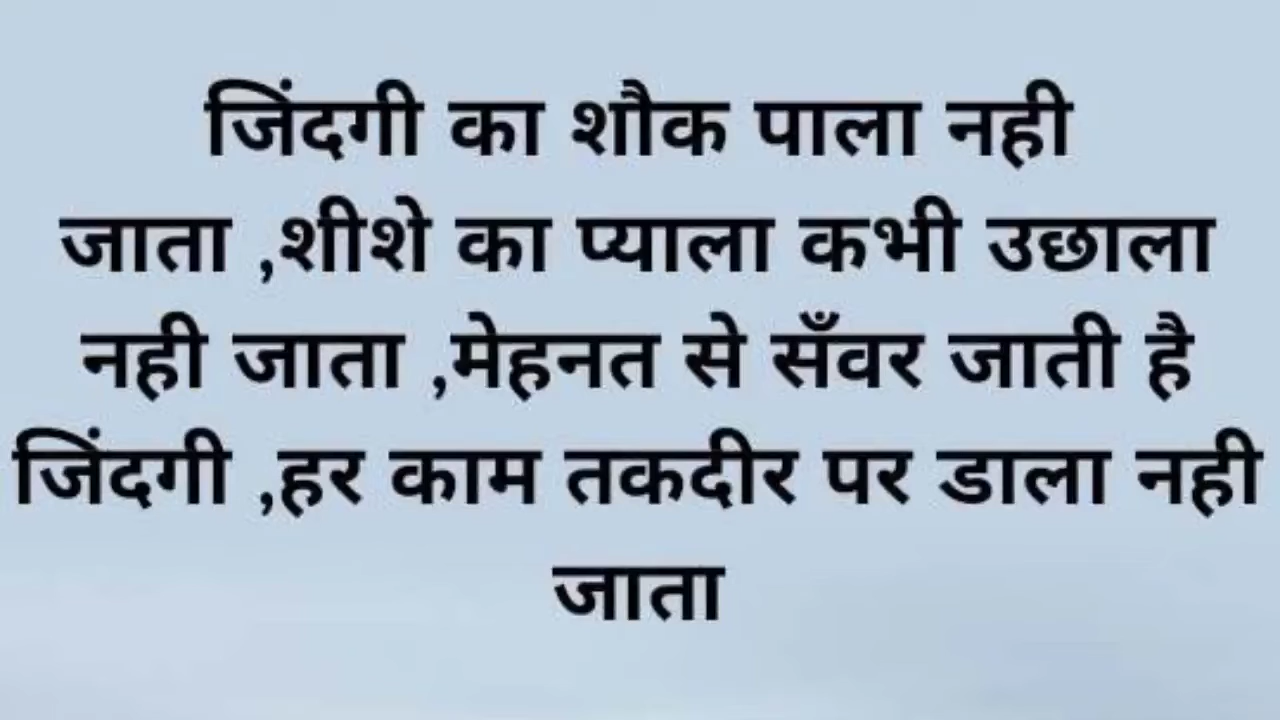 जिंदगी का शौक पाला नही
जाता ,शीशे का प्याला कभी उछाला
नही जाता ,मेहनत से सँवर जाती है
जिंदगी ,हर काम तकदीर पर डाला नही
जाता